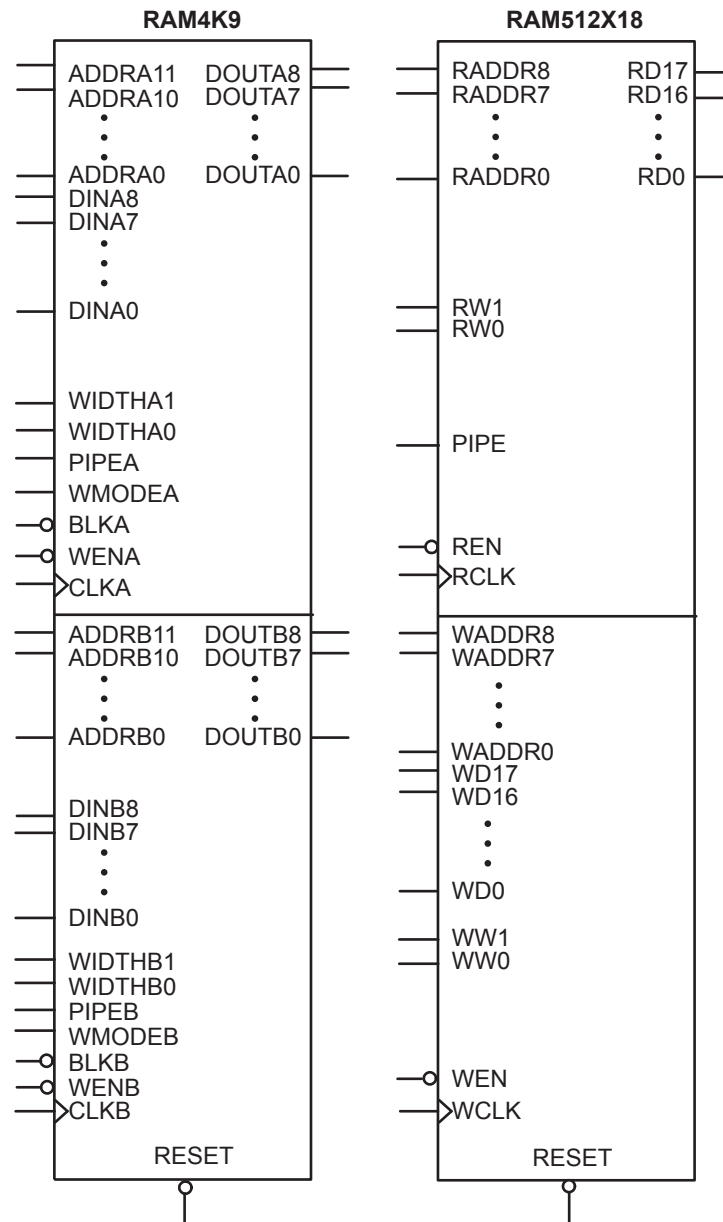 RAM4K9
ADDRA11 DOUTA8
ADDRA10 DOUTA7
ADDRA0 DOUTA0
DINA8
DINA7
DINA0
WIDTHA1
WIDTHA0
PIPEA
WMODEA
BLKA
WENA
CLKA
ADDRB11 DOUTB8
ADDRB10 DOUTB7
ADDRB0 DOUTB0
DINB8
DINB7
DINB0
WIDTHB1
WIDTHB0
PIPEB
WMODEB
BLKB
WENB
CLKB
RESET
RAM512X18
RADDR8 RD17
RADDR7 RD16
RADDR0 RD0
RW1
RW0
PIPE
REN
RCLK
WADDR8
WADDR7
WADDR0
WD17
WD16
WD0
WW1
WW0
WEN
WCLK
RESET